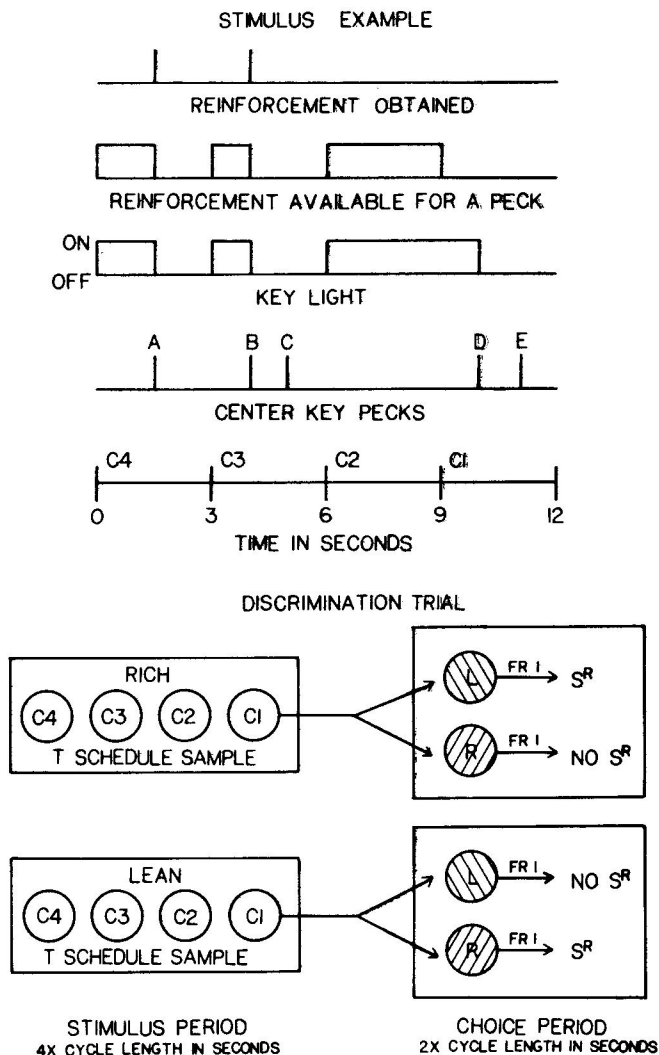 STIMULUS EXAMPLE
REINFORCEMENT OBTAINED
REINFORCEMENT AVAILABLE FOR A PECK
ON
OFF
KEY LIGHT
A B C D E
CENTER KEY PECKS
C4 C3 C2 C1
0 3 6 9 12
TIME IN SECONDS
DISCRIMINATION TRIAL
RICH
C4 C3 C2 C1
T SCHEDULE SAMPLE
L FR 1 S^R
R FR 1 NO S^R
LEAN
C4 C3 C2 C1
T SCHEDULE SAMPLE
L FR 1 NO S^R
R FR 1 S^R
STIMULUS PERIOD
4X CYCLE LENGTH IN SECONDS
CHOICE PERIOD
2X CYCLE LENGTH IN SECONDS